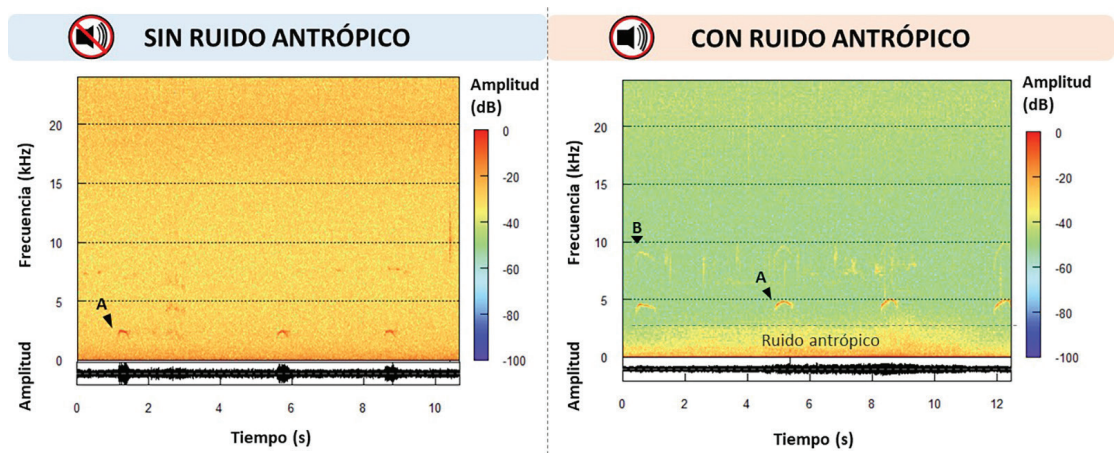 SIN RUIDO ANTRÓPICO
Amplitud
(dB)
Frecuencia (kHz)
20
15
10
5
0
A
0
-20
-40
-60
-80
-100
Amplitud
0
2
4
6
8
10
Tiempo (s)
CON RUIDO ANTRÓPICO
Amplitud
(dB)
Frecuencia (kHz)
20
15
10
5
0
B
A
Ruido antrópico
0
-20
-40
-60
-80
-100
Amplitud
0
2
4
6
8
10
12
Tiempo (s)